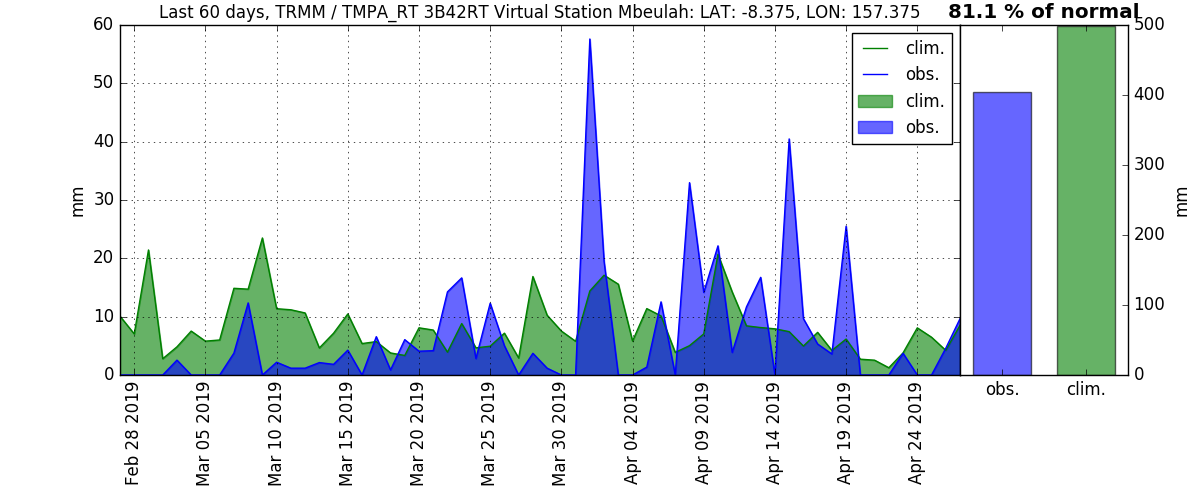 Last 60 days, TRMM / TMPA_RT 3B42RT Virtual Station Mbeulah: LAT: -8.375, LON: 157.375
81.1 % of normal
60
50
40
30
20
10
0
mm
clim.
obs.
clim.
obs.
500
400
300
200
100
0
mm
obs.
clim.
Feb 28 2019
Mar 05 2019
Mar 10 2019
Mar 15 2019
Mar 20 2019
Mar 25 2019
Mar 30 2019
Apr 04 2019
Apr 09 2019
Apr 14 2019
Apr 19 2019
Apr 24 2019